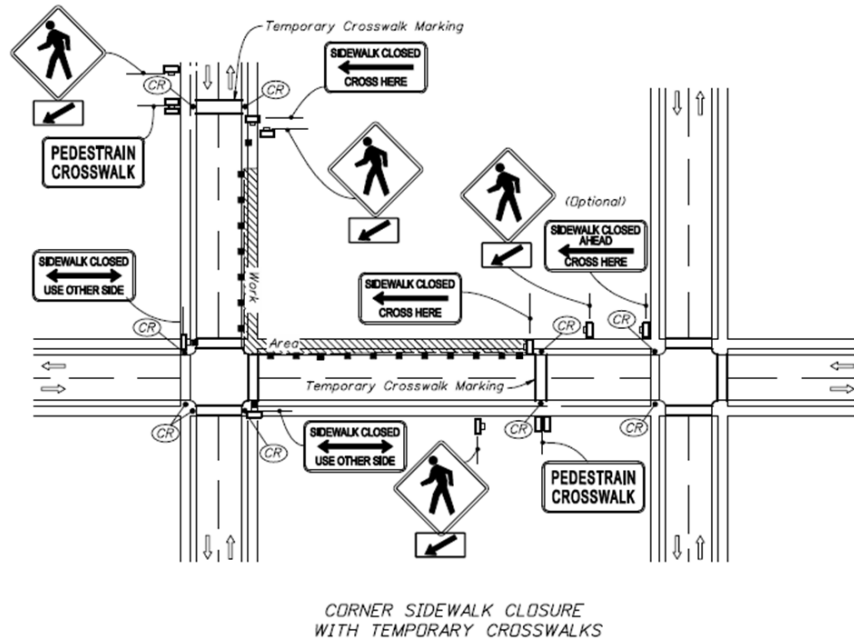 Temporary Crosswalk Marking
SIDEWALK CLOSED
CROSS HERE
CR
CR
PEDESTRAIN
CROSSWALK
(Optional)
SIDEWALK CLOSED
AHEAD
CROSS HERE
SIDEWALK CLOSED
USE OTHER SIDE
Work
SIDEWALK CLOSED
CROSS HERE
CR
Area
CR
CR
Temporary Crosswalk Marking
CR
CR
SIDEWALK CLOSED
USE OTHER SIDE
CR
CR
PEDESTRAIN
CROSSWALK
CORNER SIDEWALK CLOSURE
WITH TEMPORARY CROSSWALKS